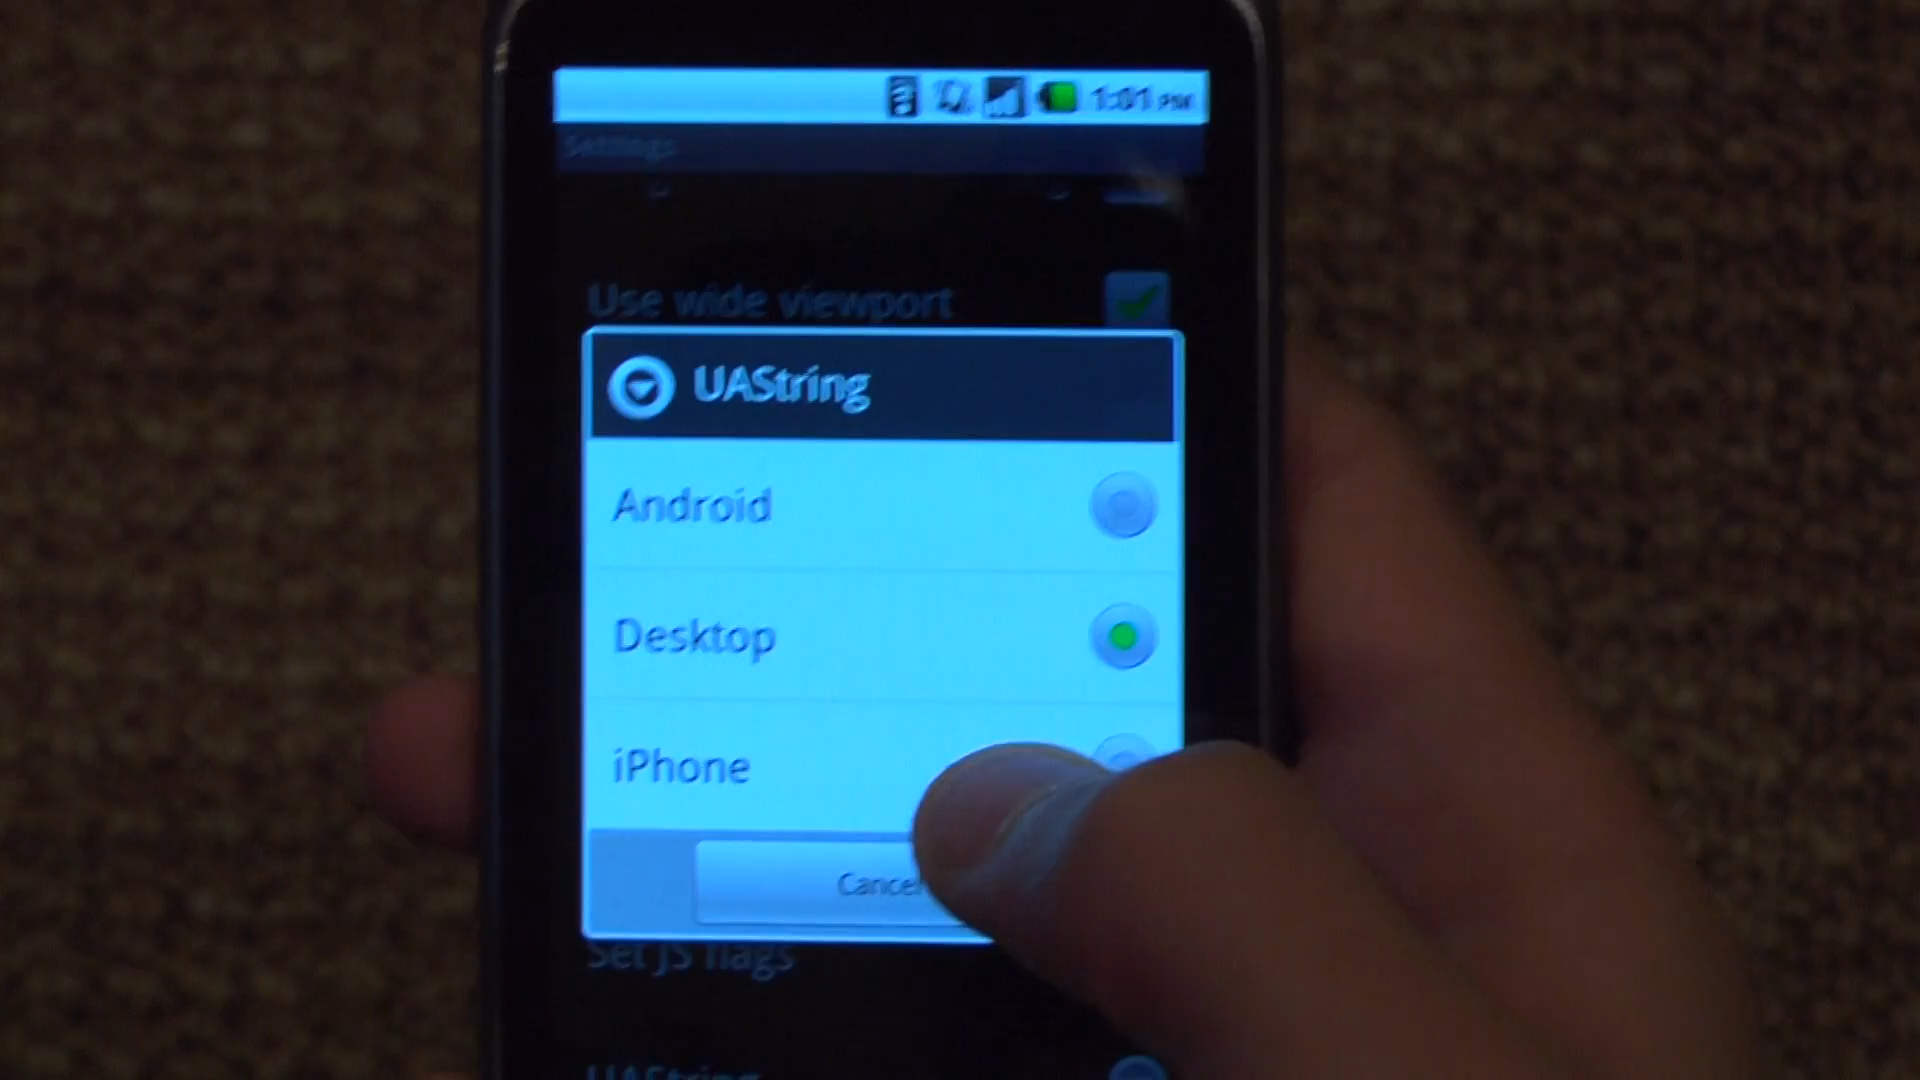 1:01 PM
Settings
Use wide viewport
UAString
Android
Desktop
iPhone
Cancel
Set JS flags
UAString